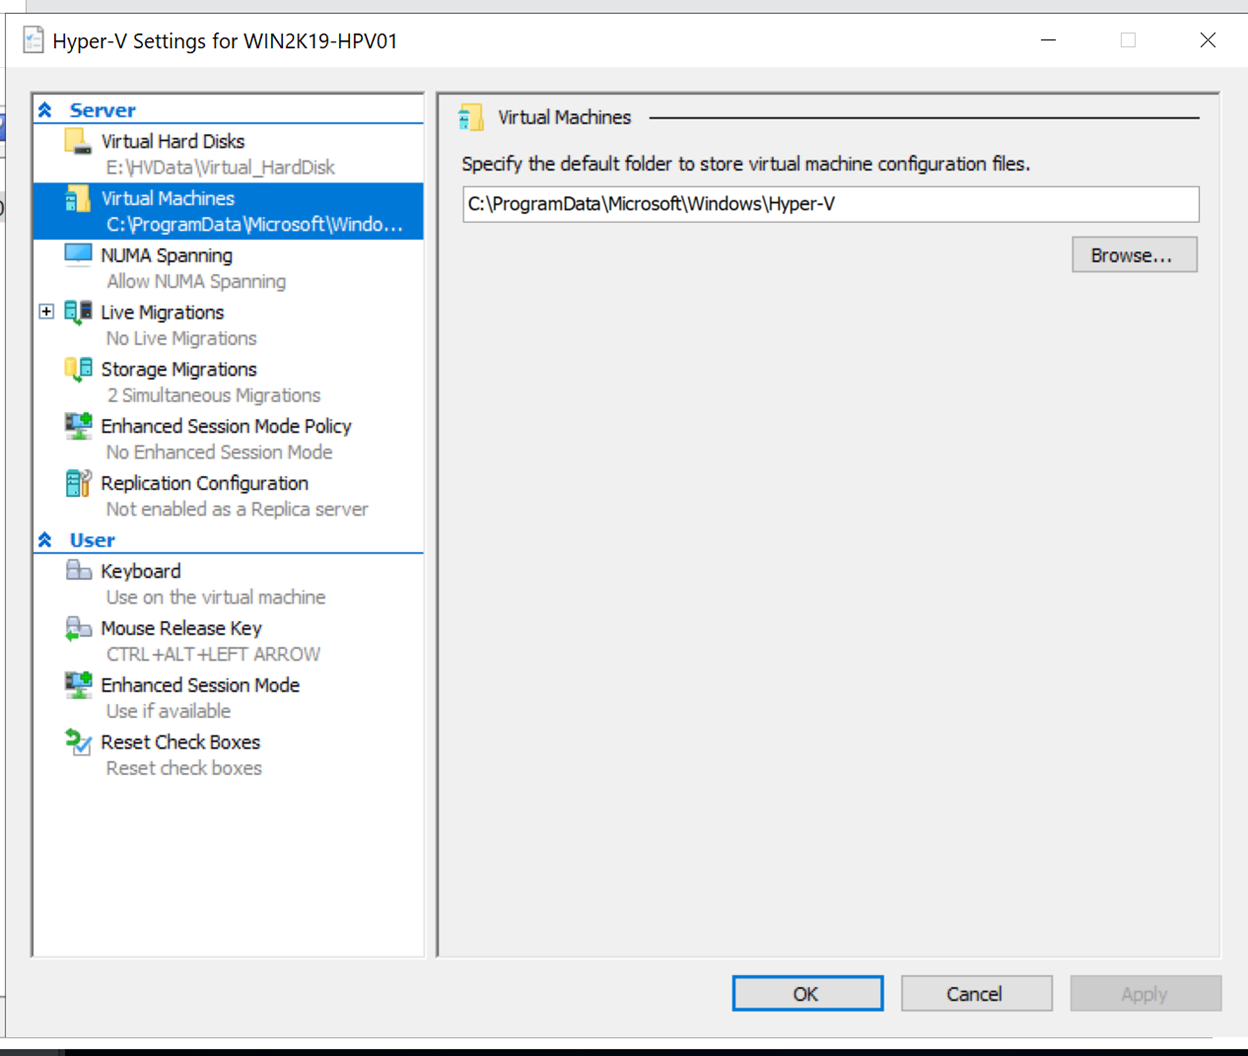 Hyper-V Settings for WIN2K19-HPV01
Server
Virtual Hard Disks
E:\HVData\Virtual_HardDisk
Virtual Machines
C:\ProgramData\Microsoft\Windo...
NUMA Spanning
Allow NUMA Spanning
Live Migrations
No Live Migrations
Storage Migrations
2 Simultaneous Migrations
Enhanced Session Mode Policy
No Enhanced Session Mode
Replication Configuration
Not enabled as a Replica server
User
Keyboard
Use on the virtual machine
Mouse Release Key
CTRL+ALT+LEFT ARROW
Enhanced Session Mode
Use if available
Reset Check Boxes
Reset check boxes
Virtual Machines
Specify the default folder to store virtual machine configuration files.
C:\ProgramData\Microsoft\Windows\Hyper-V
Browse...
OK
Cancel
Apply